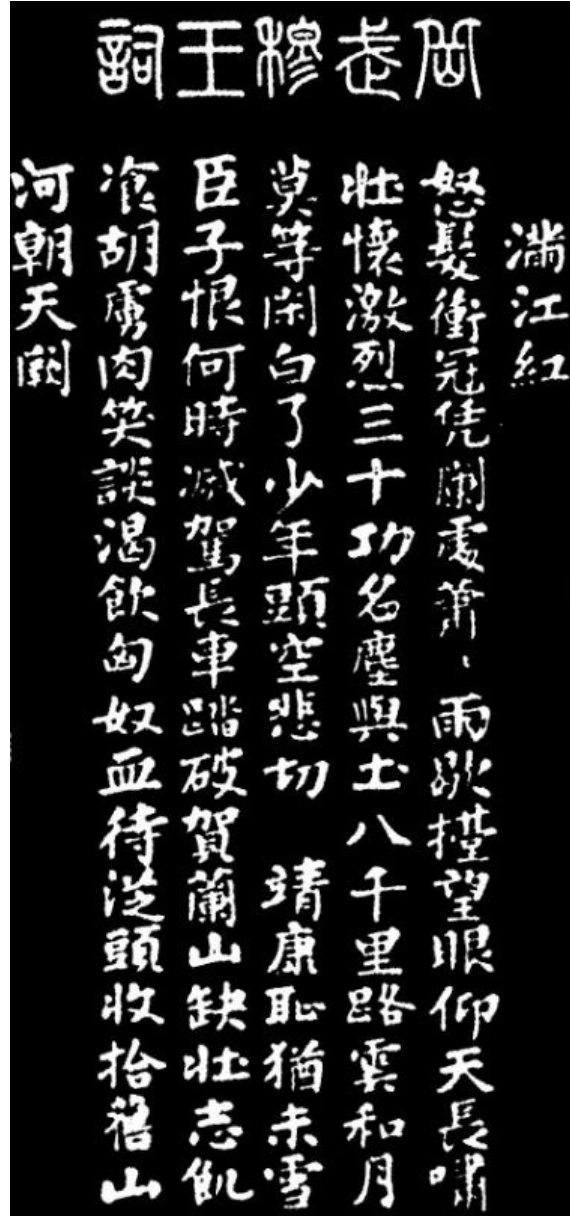 岳武穆王詞
滿江紅
怒髮衝冠凭闌處蕭〻雨歇擡望眼仰天長嘯
壯懷激烈三十功名塵與土八千里路雲和月
莫等閑白了少年頭空悲切 靖康恥猶未雪
臣子恨何時滅駕長車踏破賀蘭山缺壯志飢
飡胡虜肉笑談渴飲匈奴血待從頭收拾舊山
河朝天闕